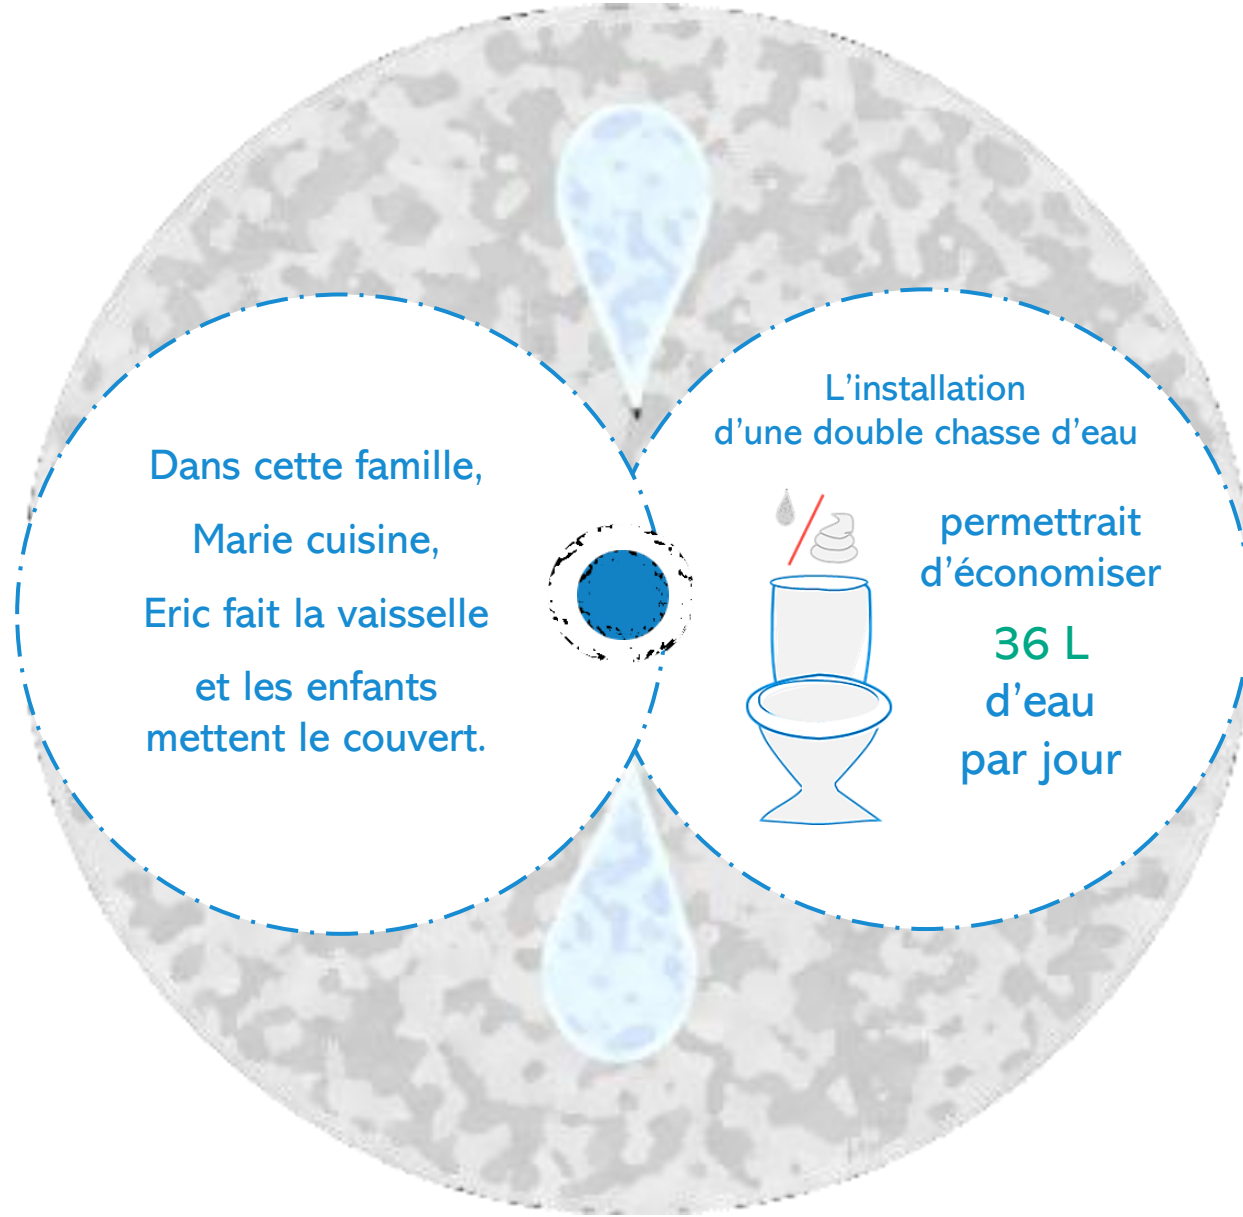 Dans cette famille,
Marie cuisine,
Eric fait la vaisselle
et les enfants
mettent le couvert.
L'installation
d'une double chasse d'eau
permettrait
d'économiser
36 L
d'eau
par jour